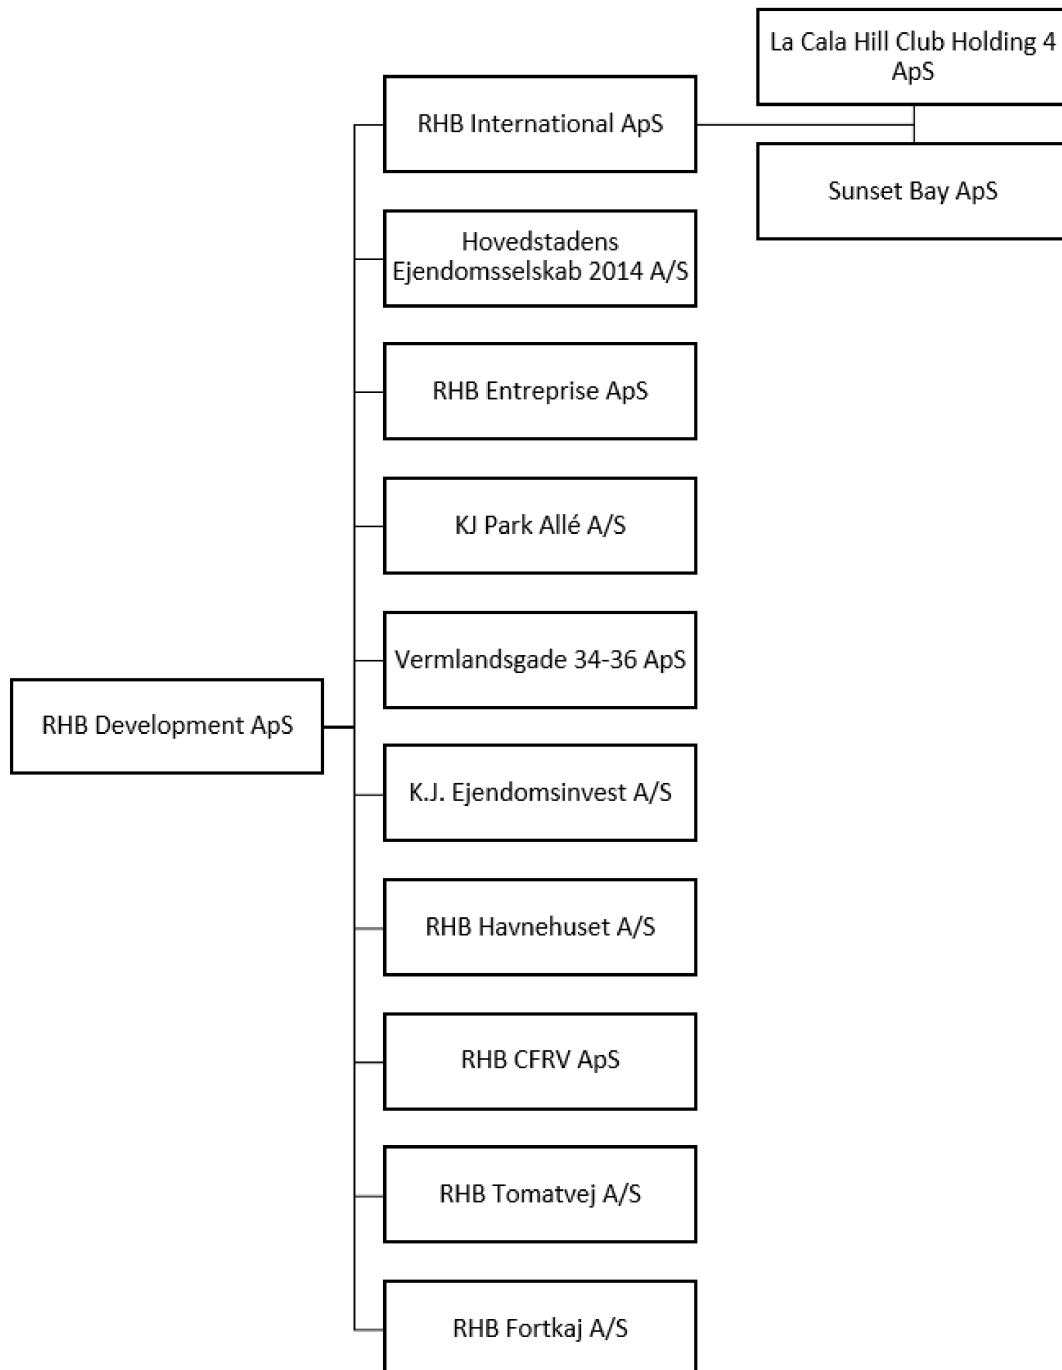 La Cala Hill Club Holding 4
ApS
RHB International ApS
Sunset Bay ApS
Hovedstadens
Ejendomsselskab 2014 A/S
RHB Entreprise ApS
KJ Park Allé A/S
Vermlandsgade 34-36 ApS
RHB Development ApS
K.J. Ejendomsinvest A/S
RHB Havnehuset A/S
RHB CFRV ApS
RHB Tomatvej A/S
RHB Fortkaj A/S